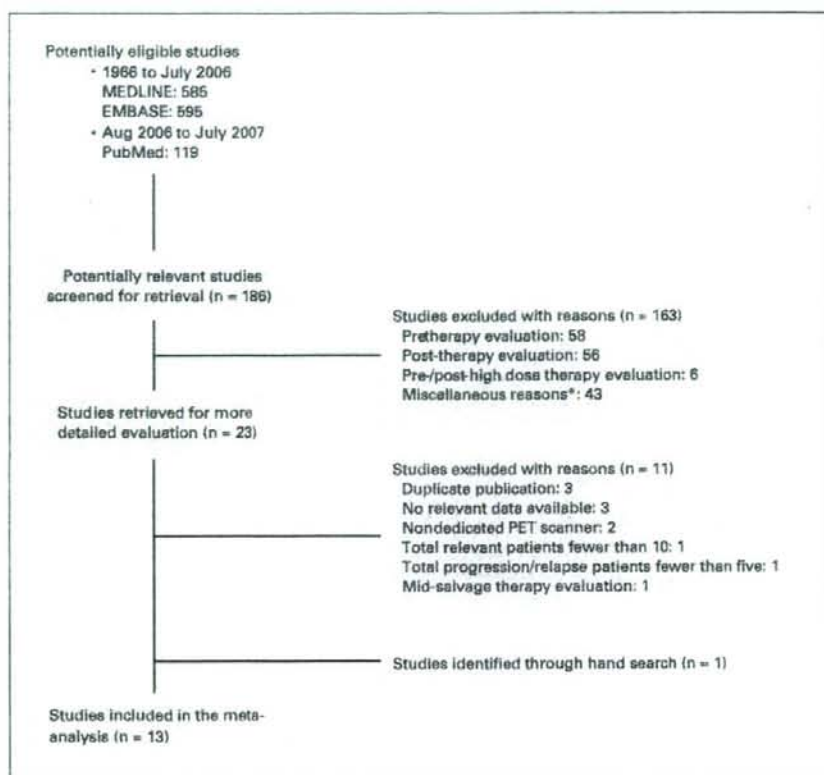 Potentially eligible studies
• 1966 to July 2006
MEDLINE: 585
EMBASE: 595
• Aug 2006 to July 2007
PubMed: 119
Potentially relevant studies
screened for retrieval (n = 186)
Studies excluded with reasons (n = 163)
Pretherapy evaluation: 58
Post-therapy evaluation: 56
Pre-/post-high dose therapy evaluation: 6
Miscellaneous reasons*: 43
Studies retrieved for more
detailed evaluation (n = 23)
Studies excluded with reasons (n = 11)
Duplicate publication: 3
No relevant data available: 3
Nondedicated PET scanner: 2
Total relevant patients fewer than 10: 1
Total progression/relapse patients fewer than five: 1
Mid-salvage therapy evaluation: 1
Studies identified through hand search (n = 1)
Studies included in the meta-
analysis (n = 13)